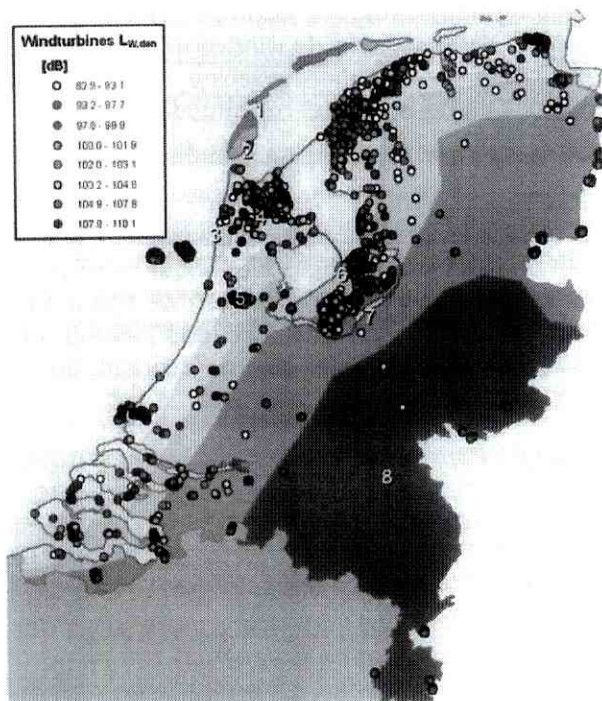 Windturbines LW,den
[dB]
82.9 - 93.1
93.2 - 97.7
97.8 - 99.9
100.0 - 101.9
102.0 - 103.1
103.2 - 104.8
104.9 - 107.8
107.9 - 110.1
1
2
3
4
5
6
7
8